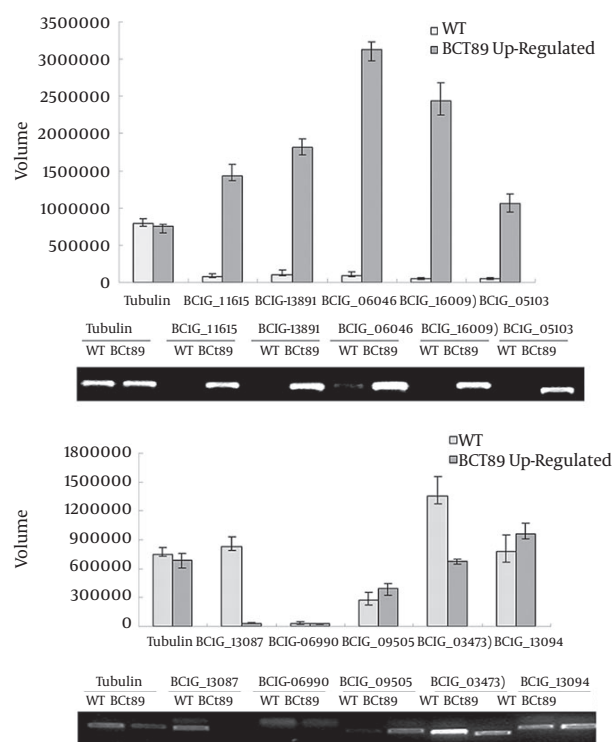 3500000
WT
BCT89 Up-Regulated
3000000
2500000
2000000
1500000
1000000
500000
0
Volume
Tubulin BC1G_11615 BC1G-13891 BC1G_06046 BC1G_16009) BC1G_05103
Tubulin BC1G_11615 BC1G-13891 BC1G_06046 BC1G_16009) BC1G_05103
WT BCt89 WT BCt89 WT BCt89 WT BCt89 WT BCt89 WT BCt89
1800000
WT
BCT89 Up-Regulated
1500000
1200000
900000
600000
300000
0
Volume
Tubulin BC1G_13087 BC1G-06990 BC1G_09505 BC1G_03473) BC1G_13094
Tubulin BC1G_13087 BC1G-06990 BC1G_09505 BC1G_03473) BC1G_13094
WT BCt89 WT BCt89 WT BCt89 WT BCt89 WT BCt89 WT BCt89